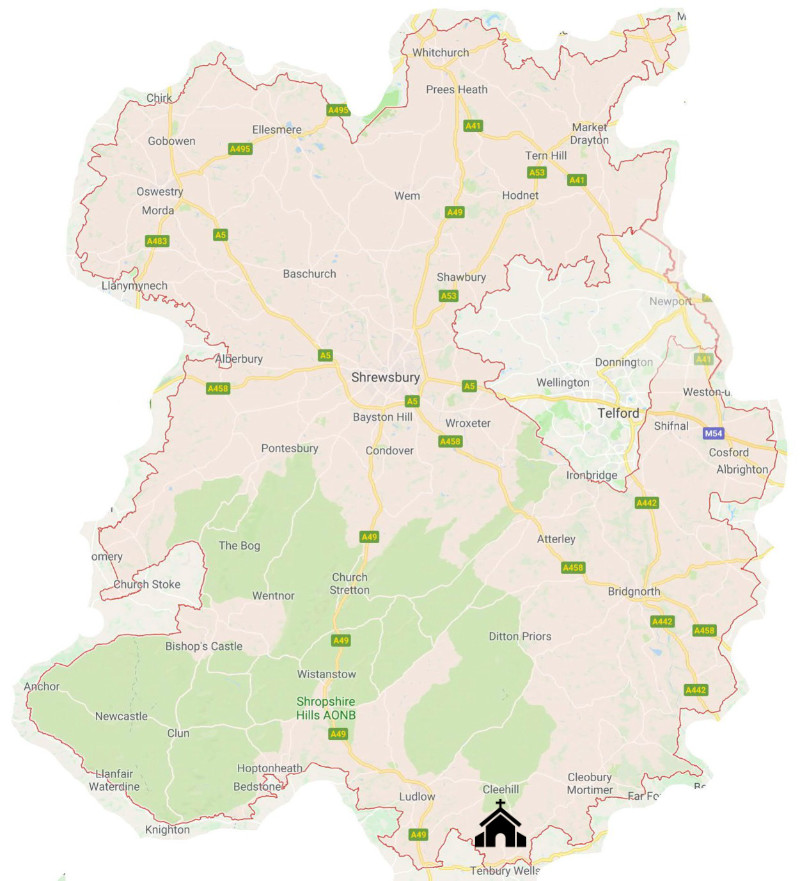 M
Whitchurch
Prees Heath
Chirk
A495
A41
Ellesmere
Market
Drayton
Gobowen
A495
Tern Hill
A53
A41
Oswestry
Wem
Hodnet
Morda
A49
A5
A483
Baschurch
Shawbury
Llanymynech
A53
Newport
Alberbury
A5
Donnington
A41
Shrewsbury
Wellington
A458
A5
Weston-u
A5
Telford
Bayston Hill
Wroxeter
Shifnal
M54
A458
Pontesbury
Condover
Cosford
Albrighton
Ironbridge
A442
A49
Atterley
The Bog
omery
A458
Church Stoke
Church
Stretton
Wentnor
Bridgnorth
A442
A458
Ditton Priors
A49
Bishop's Castle
Wistanstow
Anchor
A442
Shropshire
Hills AONB
Newcastle
Clun
A49
Hoptonheath
Llanfair
Waterdine
Bedstone
Cleobury
Mortimer
Ludlow
Cleehill
Far Fo
Knighton
A49
Tenbury Wells